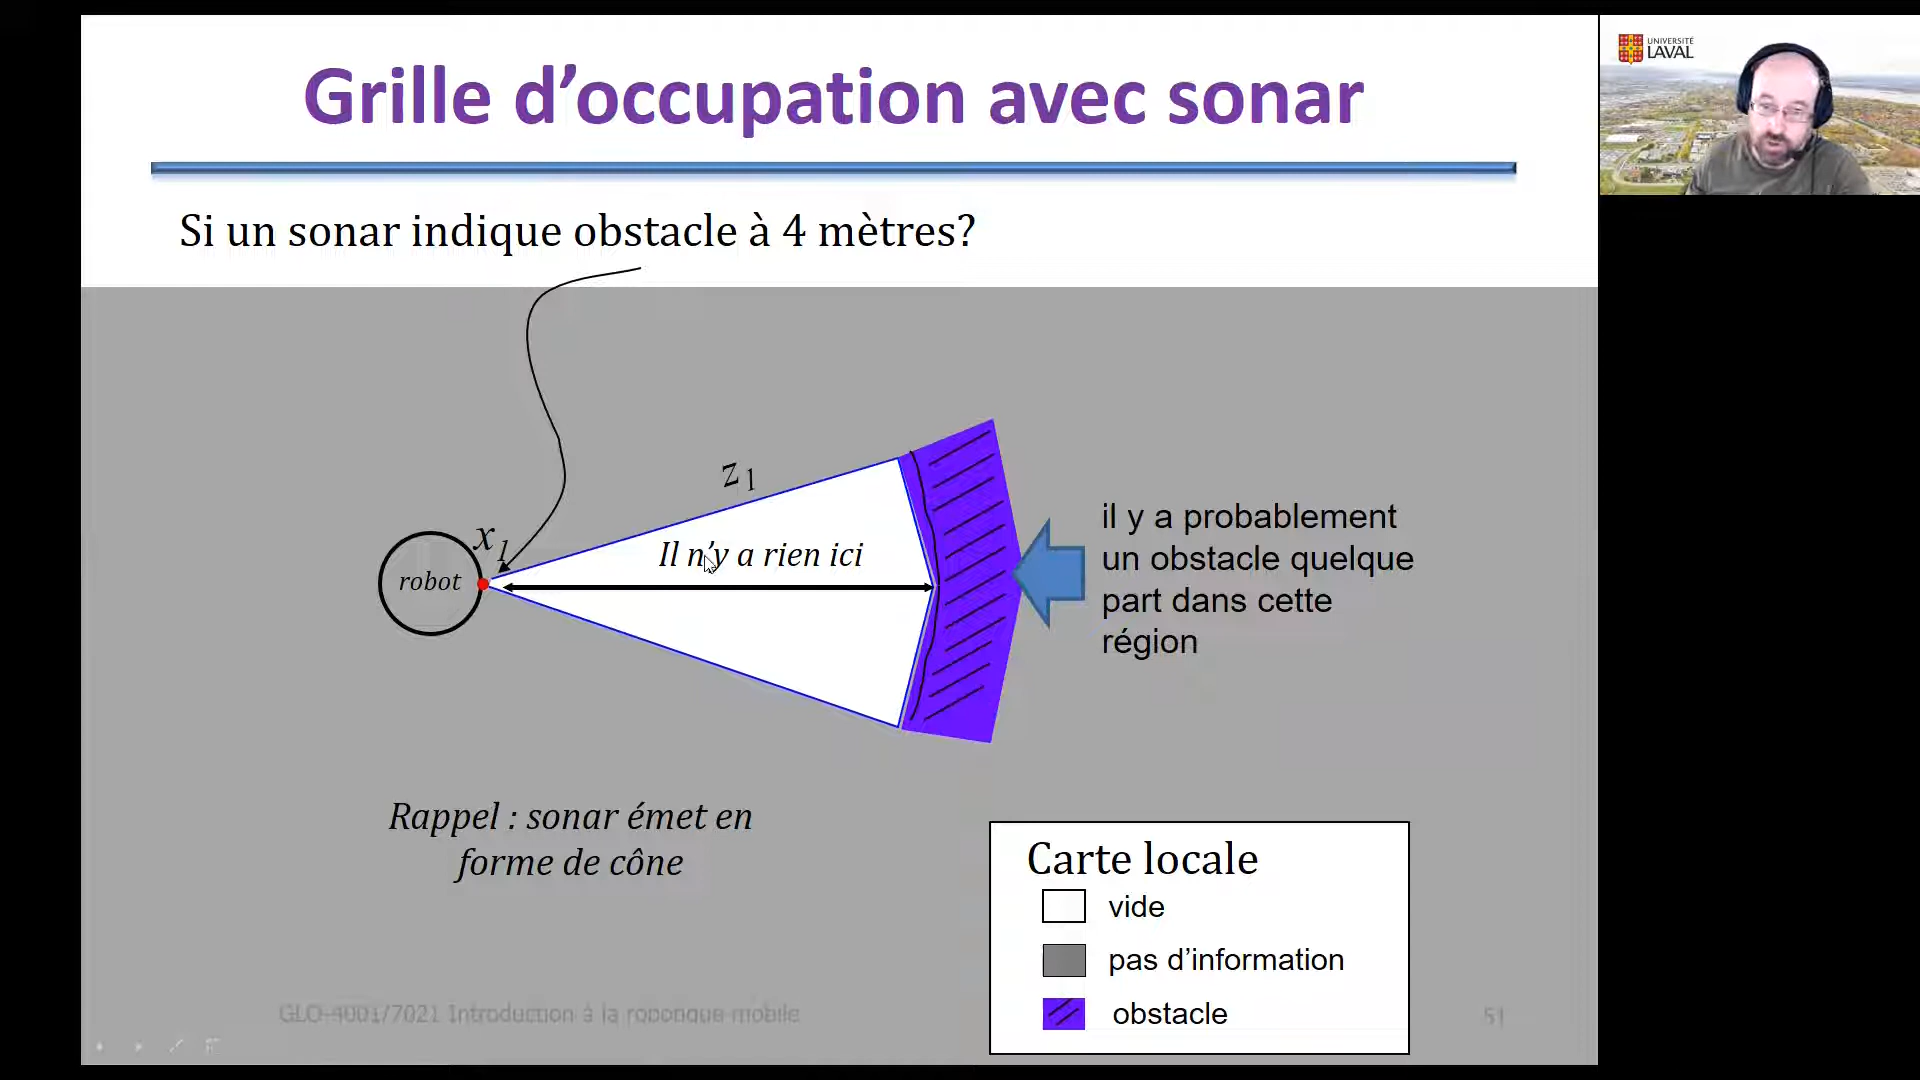 Grille d'occupation avec sonar
UNIVERSITÉ
LAVAL
Si un sonar indique obstacle à 4 mètres?
z1
x1
robot
Il n'y a rien ici
il y a probablement
un obstacle quelque
part dans cette
région
Rappel : sonar émet en
forme de cône
Carte locale
vide
pas d'information
obstacle
GLO-4001/7021 Introduction à la robotique mobile
51